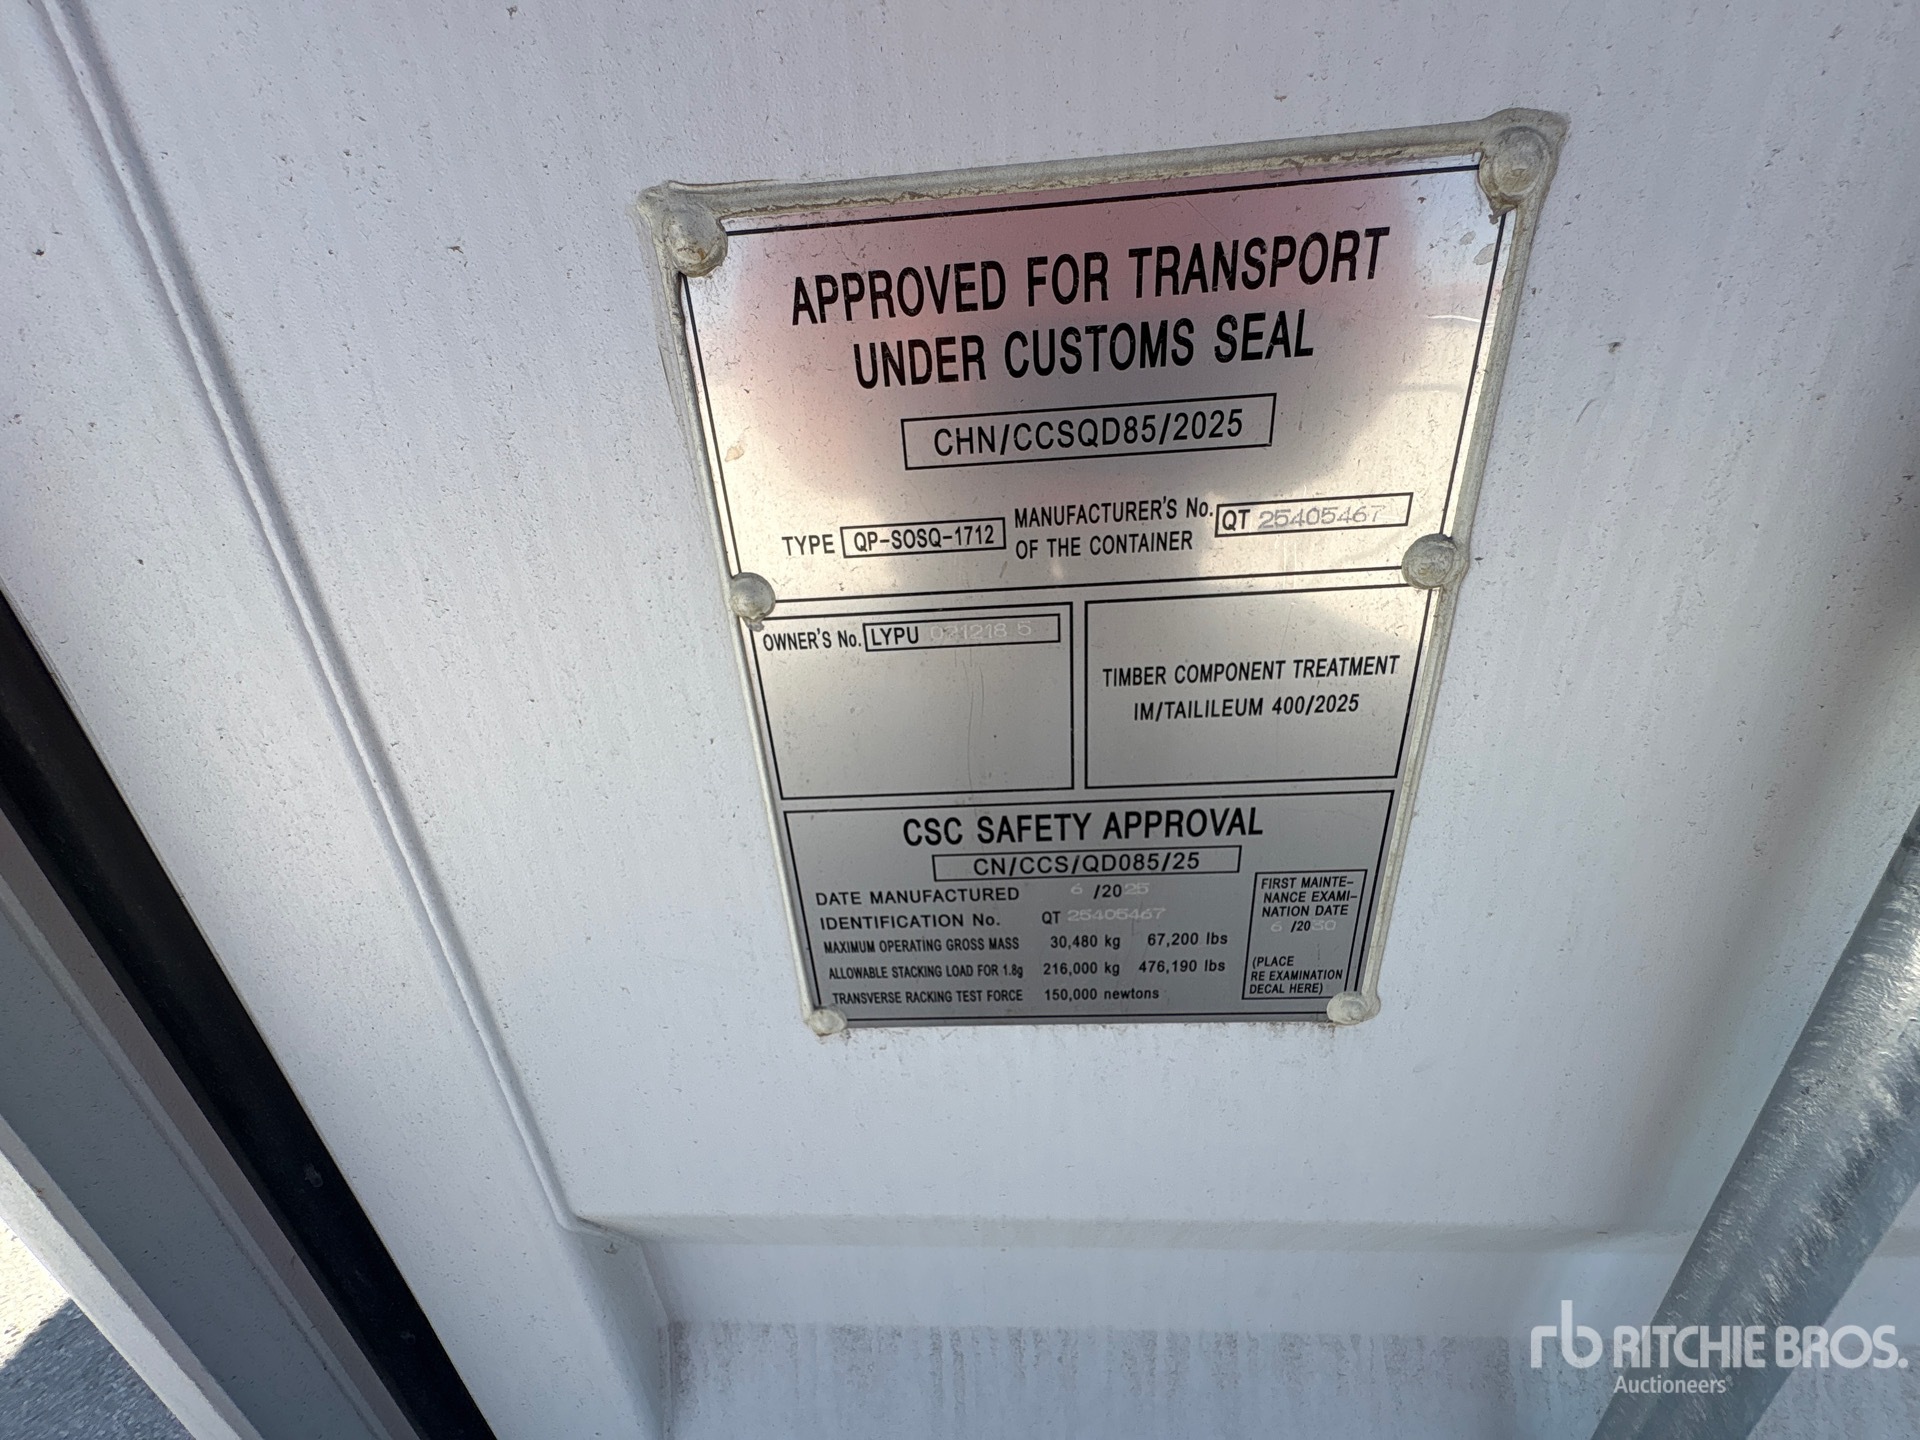 APPROVED FOR TRANSPORT
UNDER CUSTOMS SEAL
CHN/CCSQD85/2025
TYPE QP-SOSQ-1712
MANUFACTURER'S No.
OF THE CONTAINER
QT 25405467
OWNER'S No. LYPU
TIMBER COMPONENT TREATMENT
IM/TAILILEUM 400/2025
CSC SAFETY APPROVAL
CN/CCS/QD085/25
DATE MANUFACTURED 6 /2025
IDENTIFICATION No. QT 25405467
MAXIMUM OPERATING GROSS MASS 30,480 kg 67,200 lbs
ALLOWABLE STACKING LOAD FOR 1.8g 216,000 kg 476,190 lbs
TRANSVERSE RACKING TEST FORCE 150,000 newtons
FIRST MAINTE-
NANCE EXAMI-
NATION DATE
6 /2030
(PLACE
RE EXAMINATION
DECAL HERE)
rb RITCHIE BROS.
Auctioneers